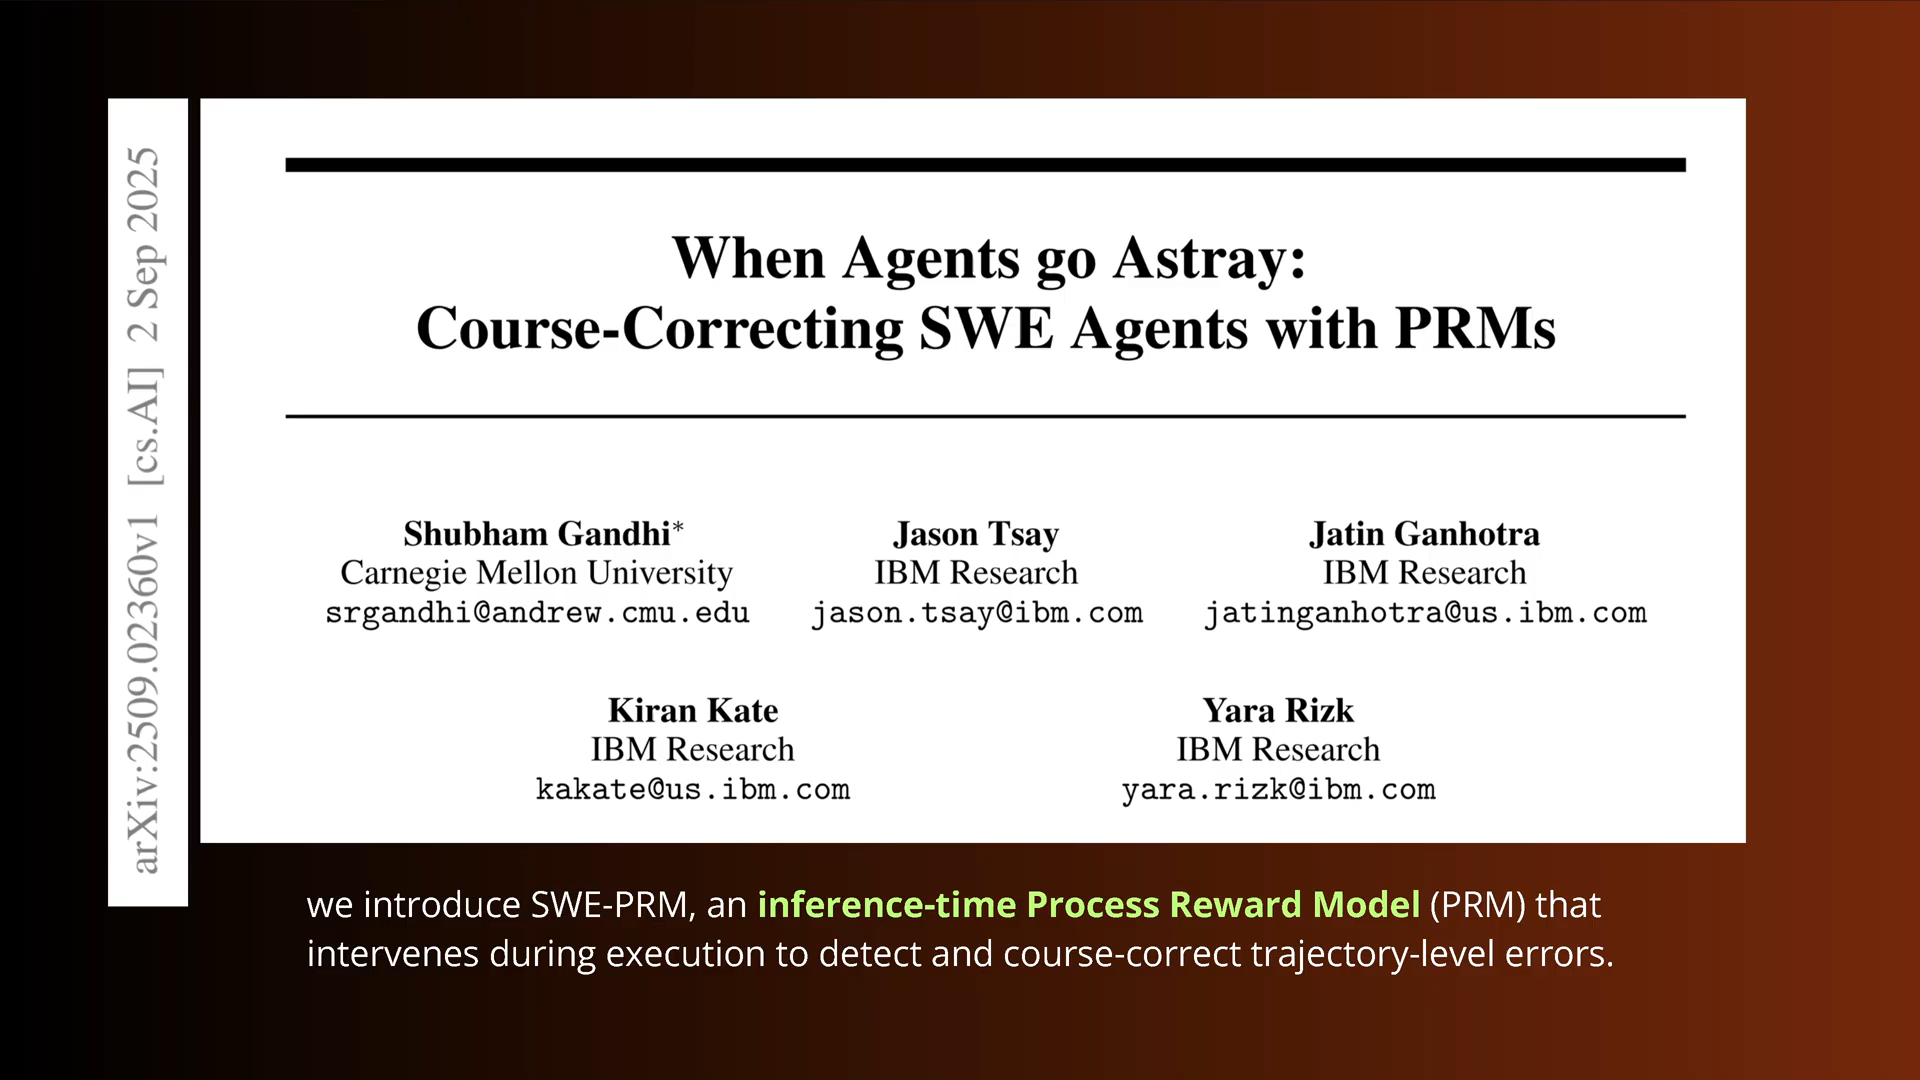 arXiv:2509.02360v1 [cs.AI] 2 Sep 2025
When Agents go Astray:
Course-Correcting SWE Agents with PRMs
Shubham Gandhi*
Carnegie Mellon University
srgandhi@andrew.cmu.edu
Jason Tsay
IBM Research
jason.tsay@ibm.com
Jatin Ganhotra
IBM Research
jatinganhotra@us.ibm.com
Kiran Kate
IBM Research
kakate@us.ibm.com
Yara Rizk
IBM Research
yara.rizk@ibm.com
we introduce SWE-PRM, an inference-time Process Reward Model (PRM) that
intervenes during execution to detect and course-correct trajectory-level errors.